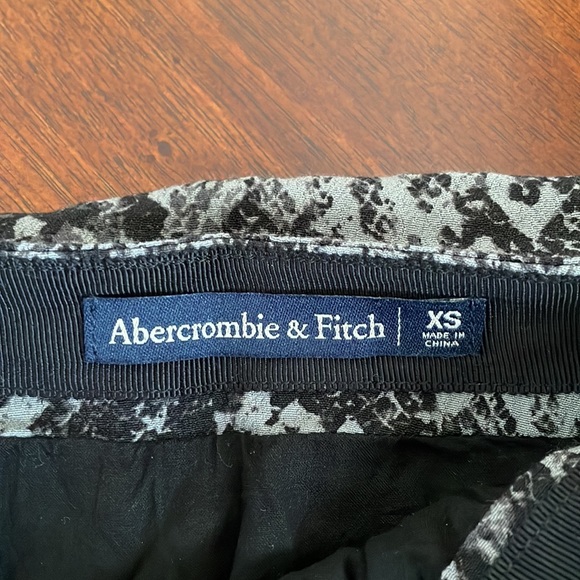 Abercrombie & Fitch | XS
MADE IN
CHINA